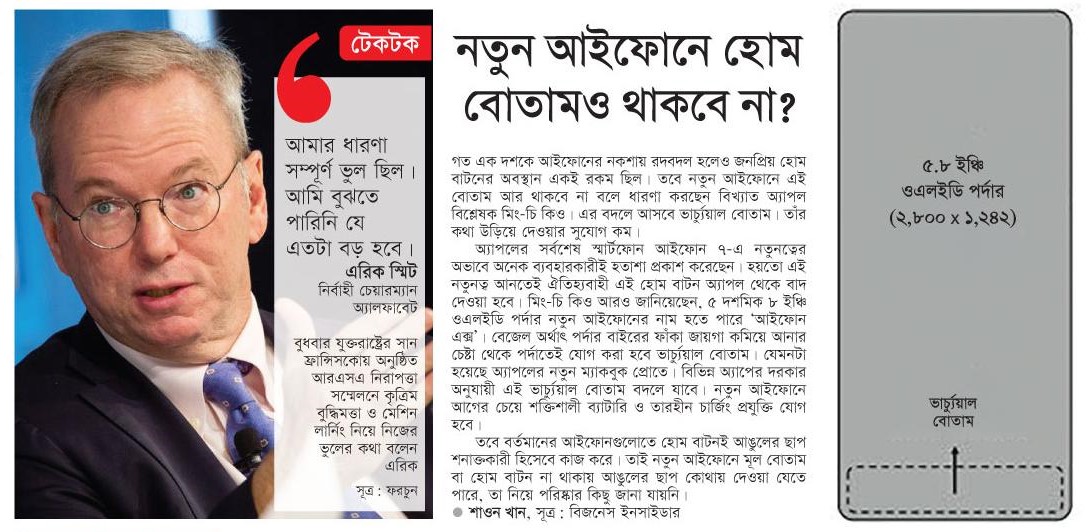 টেকটক
আমার ধারণা
সম্পূর্ণ ভুল ছিল।
আমি বুঝতে
পারিনি যে
এতটা বড় হবে।
এরিক স্মিট
নির্বাহী চেয়ারম্যান
অ্যালফাবেট
বুধবার যুক্তরাষ্ট্রের সান
ফ্রান্সিসকোয় অনুষ্ঠিত
আরএসএ নিরাপত্তা
সম্মেলনে কৃত্রিম
বুদ্ধিমত্তা ও মেশিন
লার্নিং নিয়ে নিজের
ভুলের কথা বলেন
এরিক
সূত্র : ফরচুন
নতুন আইফোনে হোম
বোতামও থাকবে না?
গত এক দশকে আইফোনের নকশায় রদবদল হলেও জনপ্রিয় হোম
বাটনের অবস্থান একই রকম ছিল। তবে নতুন আইফোনে এই
বোতাম আর থাকবে না বলে ধারণা করছেন বিখ্যাত অ্যাপল
বিশ্লেষক মিং-চি কিও। এর বদলে আসবে ভার্চ্যুয়াল বোতাম। তাঁর
কথা উড়িয়ে দেওয়ার সুযোগ কম।
অ্যাপলের সর্বশেষ স্মার্টফোন আইফোন ৭-এ নতুনত্বের
অভাবে অনেক ব্যবহারকারীই হতাশা প্রকাশ করেছেন। হয়তো এই
নতুনত্ব আনতেই ঐতিহ্যবাহী এই হোম বাটন অ্যাপল থেকে বাদ
দেওয়া হবে। মিং-চি কিও আরও জানিয়েছেন, ৫ দশমিক ৮ ইঞ্চি
ওএলইডি পর্দার নতুন আইফোনের নাম হতে পারে ‘আইফোন
এক্স’। বেজেল অর্থাৎ পর্দার বাইরের ফাঁকা জায়গা কমিয়ে আনার
চেষ্টা থেকে পর্দাতেই যোগ করা হবে ভার্চ্যুয়াল বোতাম। যেমনটা
হয়েছে অ্যাপলের নতুন ম্যাকবুক প্রোতে। বিভিন্ন অ্যাপের দরকার
অনুযায়ী এই ভার্চ্যুয়াল বোতাম বদলে যাবে। নতুন আইফোনে
আগের চেয়ে শক্তিশালী ব্যাটারি ও তারহীন চার্জিং প্রযুক্তি যোগ
হবে।
তবে বর্তমানের আইফোনগুলোতে হোম বাটনই আঙুলের ছাপ
শনাক্তকারী হিসেবে কাজ করে। তাই নতুন আইফোনে মূল বোতাম
বা হোম বাটন না থাকায় আঙুলের ছাপ কোথায় দেওয়া যেতে
পারে, তা নিয়ে পরিষ্কার কিছু জানা যায়নি।
● শাওন খান, সূত্র : বিজনেস ইনসাইডার
৫.৮ ইঞ্চি
ওএলইডি পর্দার
(২,৮০০ x ১,২৪২)
ভার্চ্যুয়াল
বোতাম